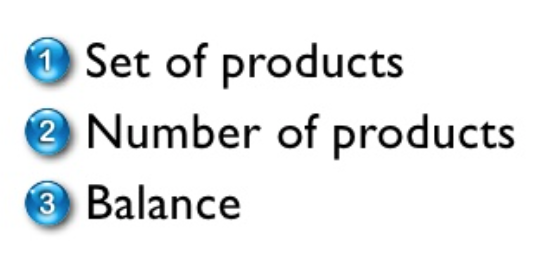 1 Set of products
2 Number of products
3 Balance